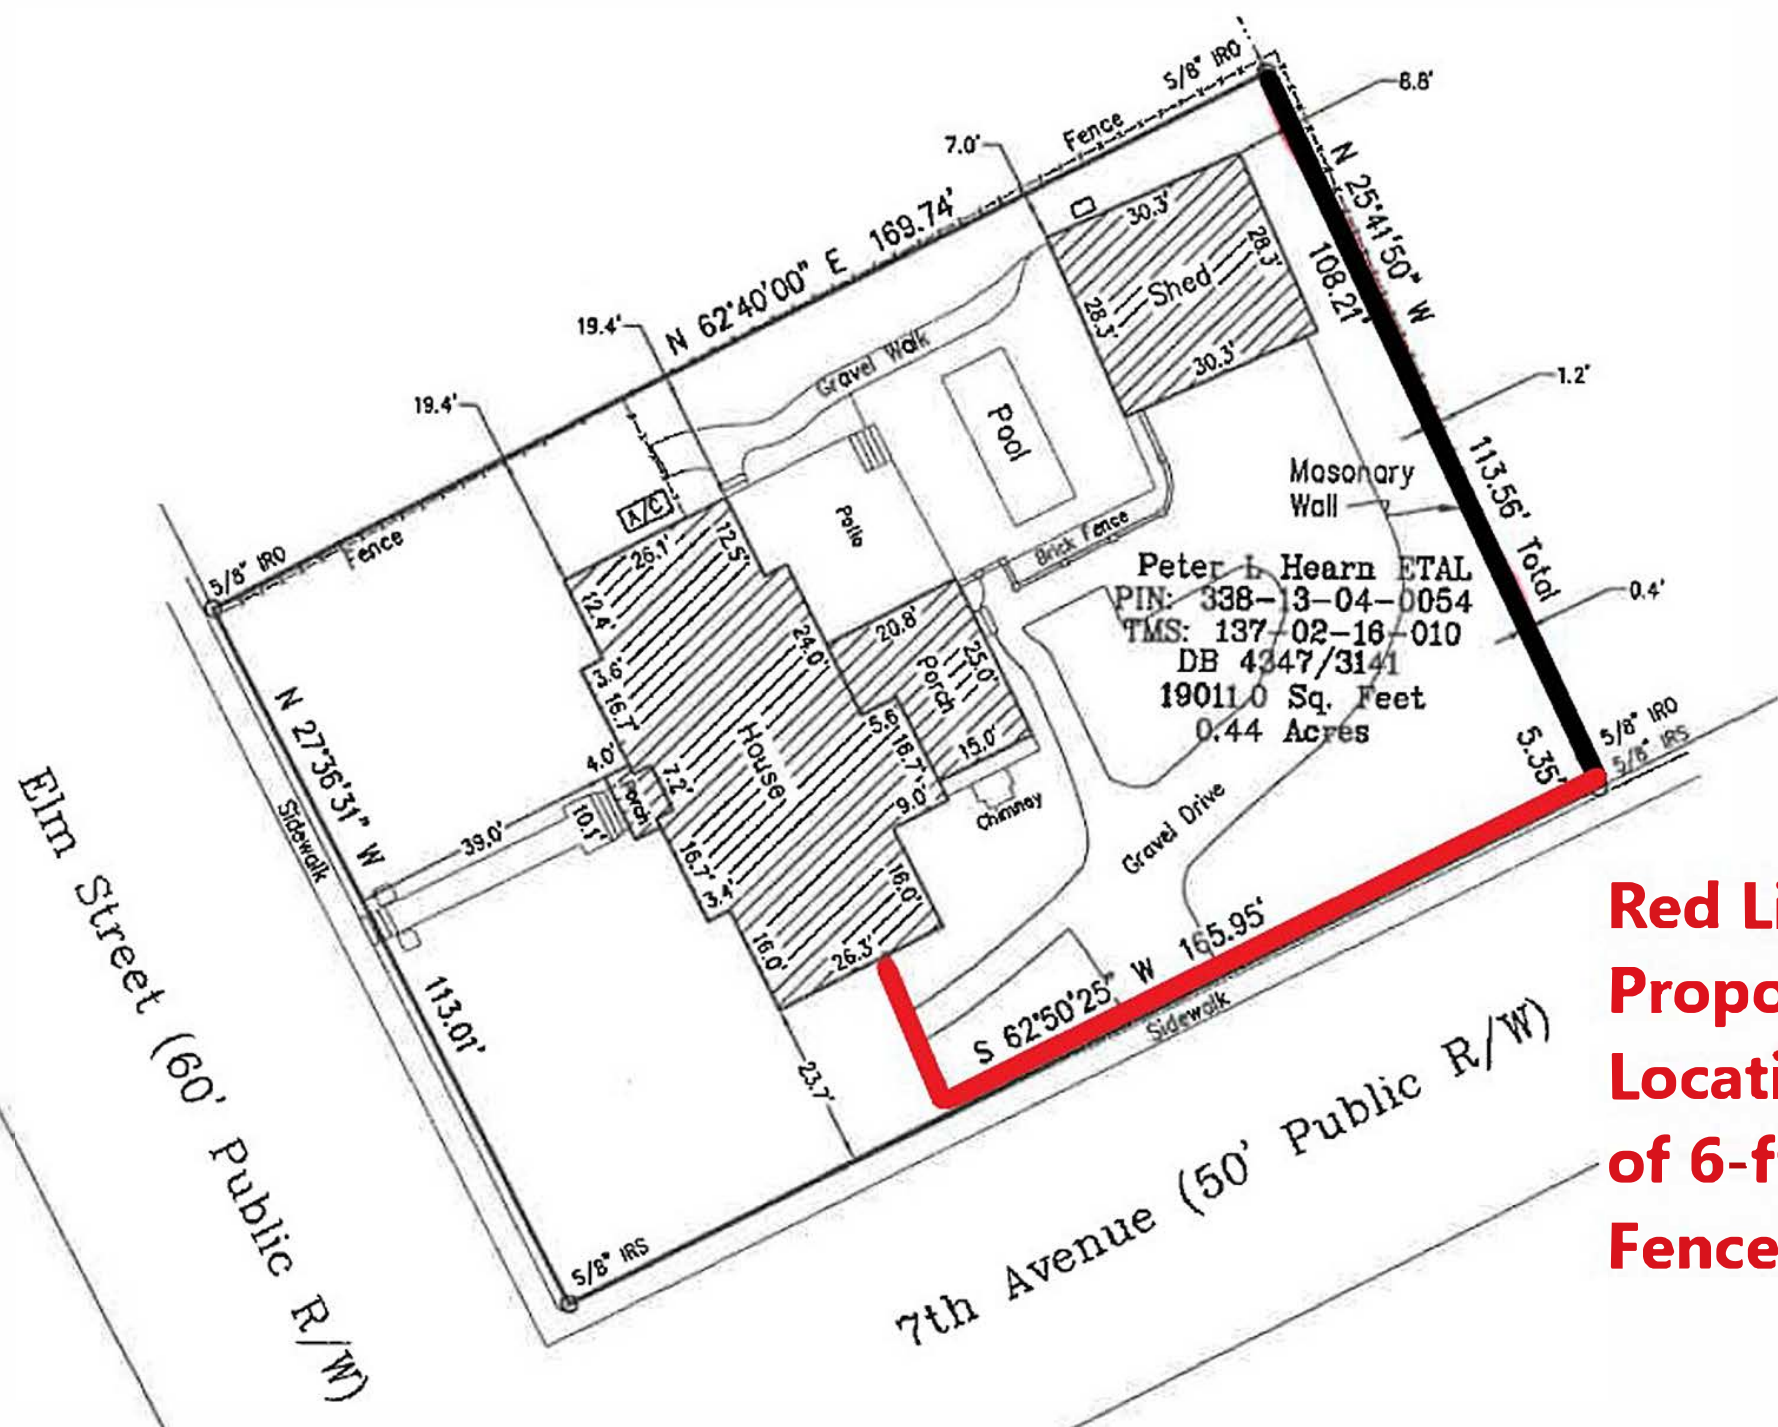 5/8" IRO
8.8'
7.0'
Fence
N 62°40'00" E 169.74'
N 25°41'50" W
108.21'
113.56' Total
30.3'
28.3'
Shed
28.3'
30.3'
19.4'
19.4'
Gravel Walk
Pool
1.2'
Masonary
Wall
A/C
Patio
Brick Fence
5/8" IRO
Fence
26.1'
12.5'
12.4'
24.0'
20.8'
25.0'
Porch
15.0'
16.7'
5.6
16.7'
9.0'
House
Peter L Hearn ETAL
PIN: 338-13-04-0054
TMS: 137-02-16-010
DB 4347/3141
19011.0 Sq. Feet
0.44 Acres
0.4'
5.35'
5/8" IRO
5/8" IRS
N 27°36'31" W
113.01'
Sidewalk
4.0'
7.2'
Porch
10.1'
39.0'
16.7'
3.4'
16.0'
16.0'
26.3'
Chimney
Gravel Drive
23.7'
S 62°50'25" W 165.95'
Sidewalk
5/8" IRS
Elm Street (60' Public R/W)
7th Avenue (50' Public R/W)
Red Li
Propo
Locati
of 6-f
Fence